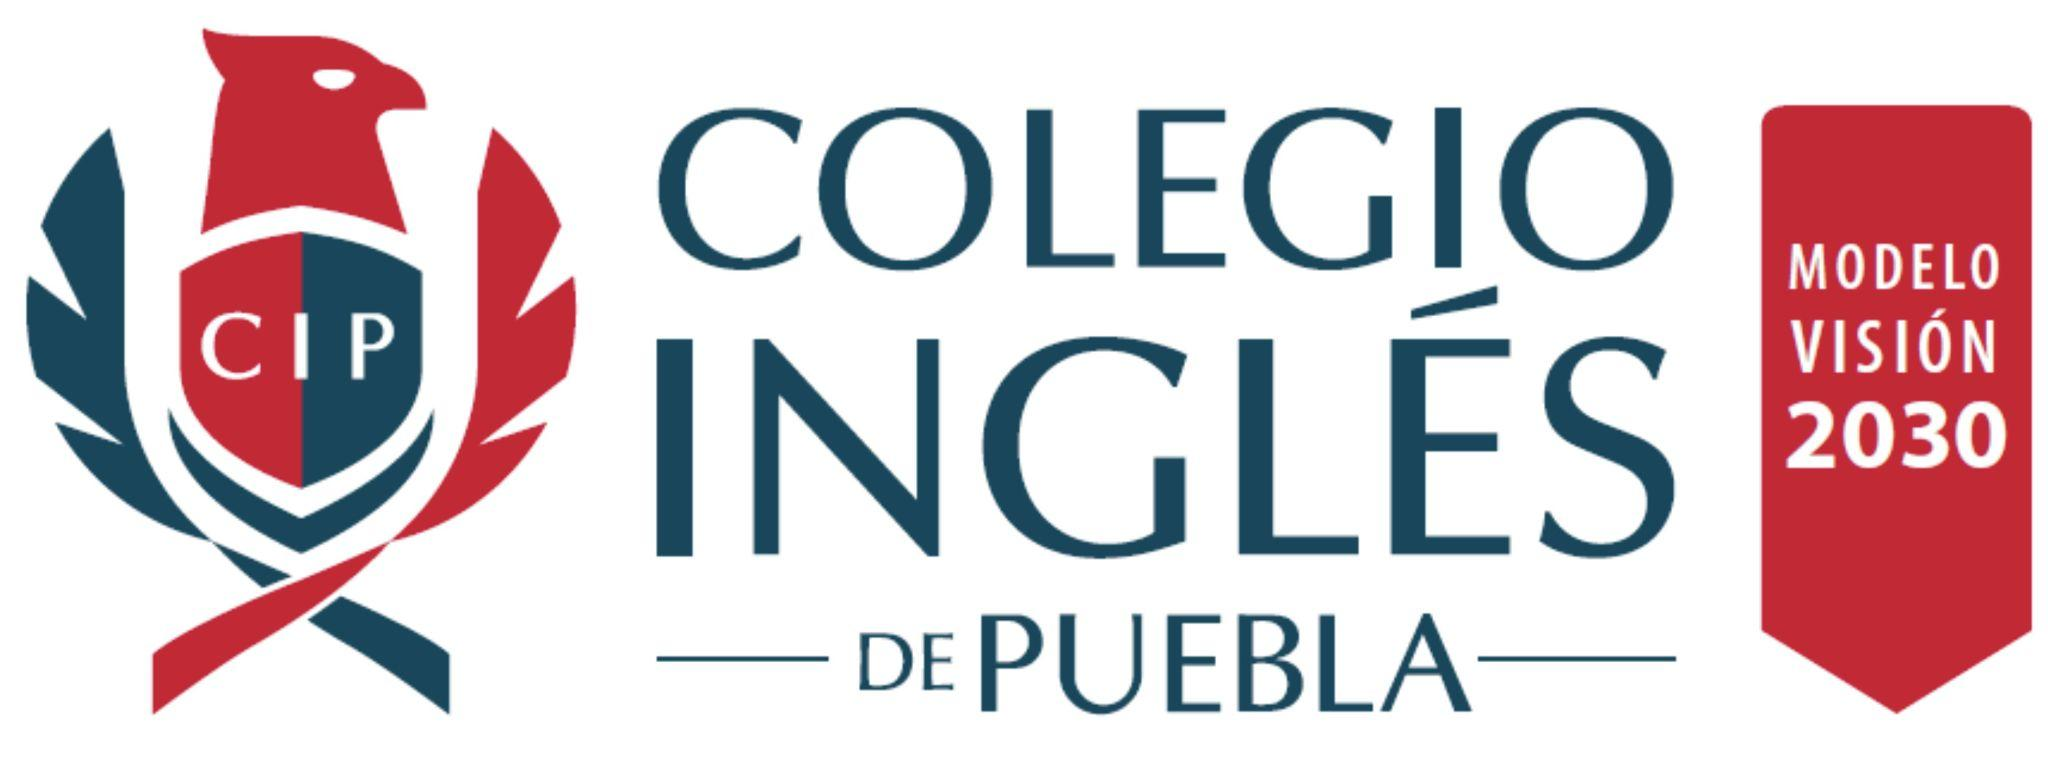 CIP
COLEGIO
INGLÉS
DE PUEBLA
MODELO
VISIÓN
2030